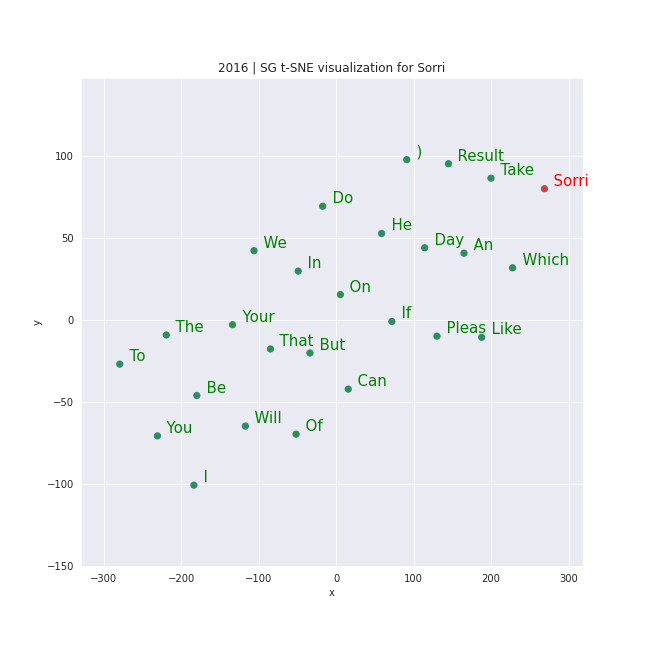 2016 | SG t-SNE visualization for Sorri
)
Result
Take
Sorri
Do
He
Day
An
We
In
Which
On
Your
If
The
Pleas
Like
That
But
To
Can
Be
Will
Of
You
I
100
50
0
−50
−100
−150
y
−300
−200
−100
0
100
200
300
x